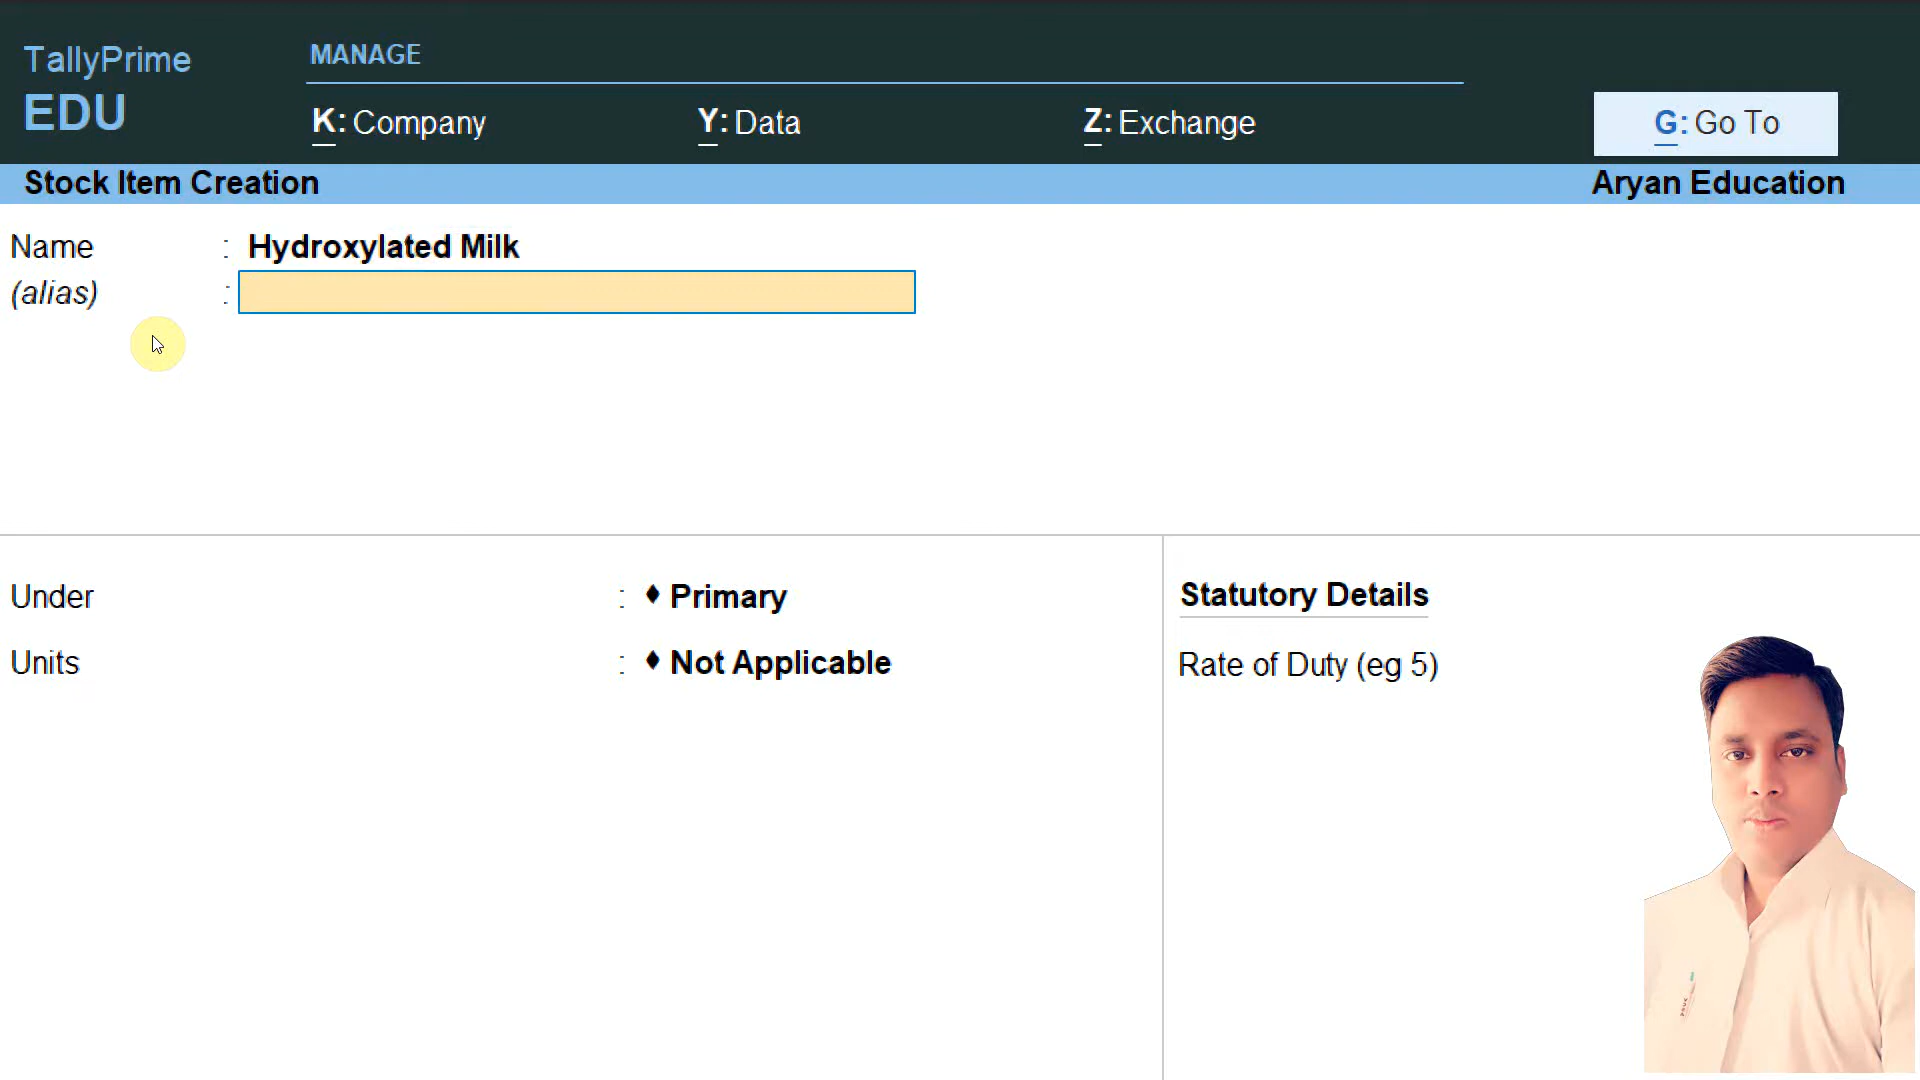 TallyPrime
EDU
MANAGE
K: Company
Y: Data
Z: Exchange
G: Go To
Stock Item Creation
Aryan Education
Name : Hydroxylated Milk
(alias) :
Under : ♦ Primary
Units : ♦ Not Applicable
Statutory Details
Rate of Duty (eg 5)